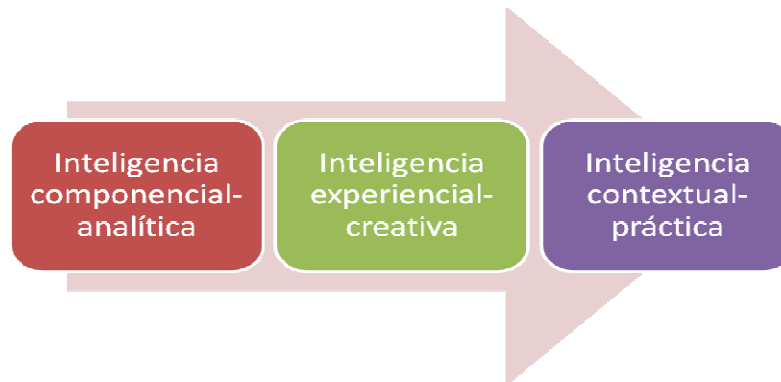 Inteligencia
componencial-
analítica
Inteligencia
experiencial-
creativa
Inteligencia
contextual-
práctica